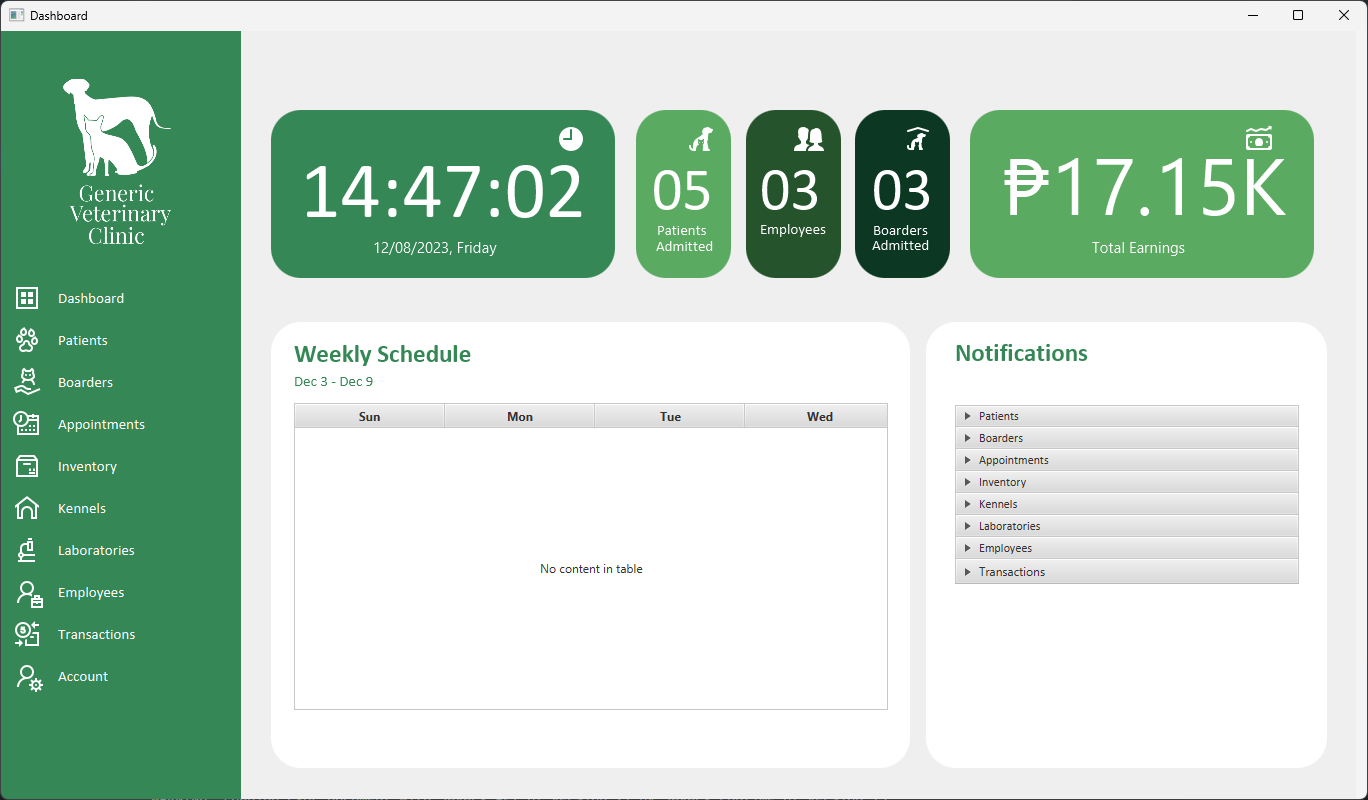 Dashboard
Generic
Veterinary
Clinic
Dashboard
Patients
Boarders
Appointments
Inventory
Kennels
Laboratories
Employees
Transactions
Account
14:47:02
12/08/2023, Friday
05
Patients
Admitted
03
Employees
03
Boarders
Admitted
₱17.15K
Total Earnings
Weekly Schedule
Dec 3 - Dec 9
Sun Mon Tue Wed
No content in table
Notifications
Patients
Boarders
Appointments
Inventory
Kennels
Laboratories
Employees
Transactions